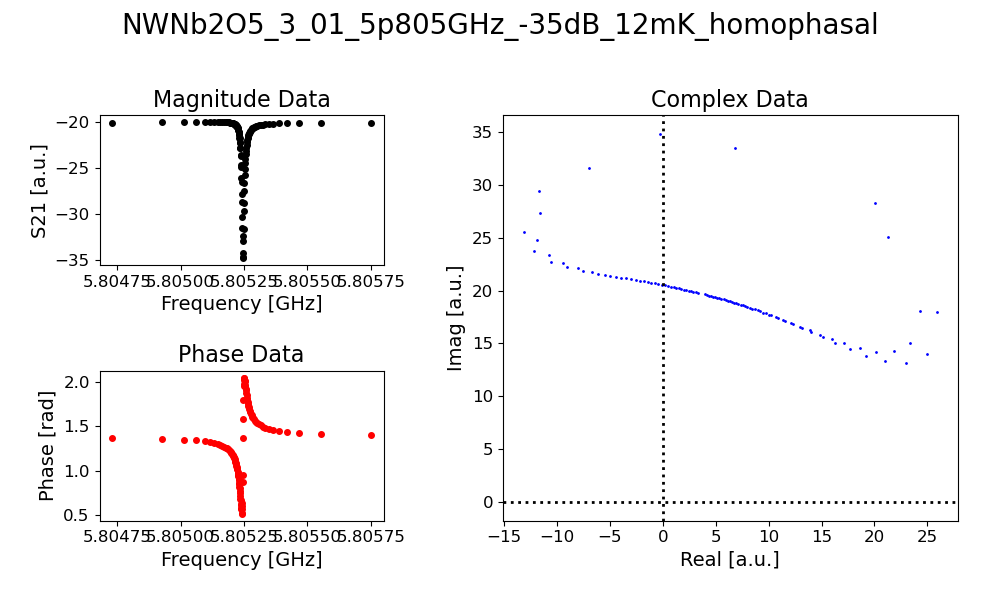 NWNb2O5_3_01_5p805GHz_-35dB_12mK_homophasal
Magnitude Data
S21 [a.u.]
−20
−25
−30
−35
5.80475 5.80500 5.80525 5.80550 5.80575
Frequency [GHz]
Phase Data
Phase [rad]
2.0
1.5
1.0
0.5
5.80475 5.80500 5.80525 5.80550 5.80575
Frequency [GHz]
Complex Data
Imag [a.u.]
35
30
25
20
15
10
5
0
−15 −10 −5 0 5 10 15 20 25
Real [a.u.]